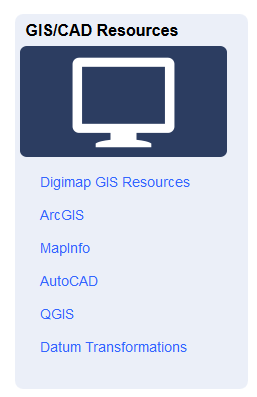 GIS/CAD Resources
Digimap GIS Resources
ArcGIS
MapInfo
AutoCAD
QGIS
Datum Transformations